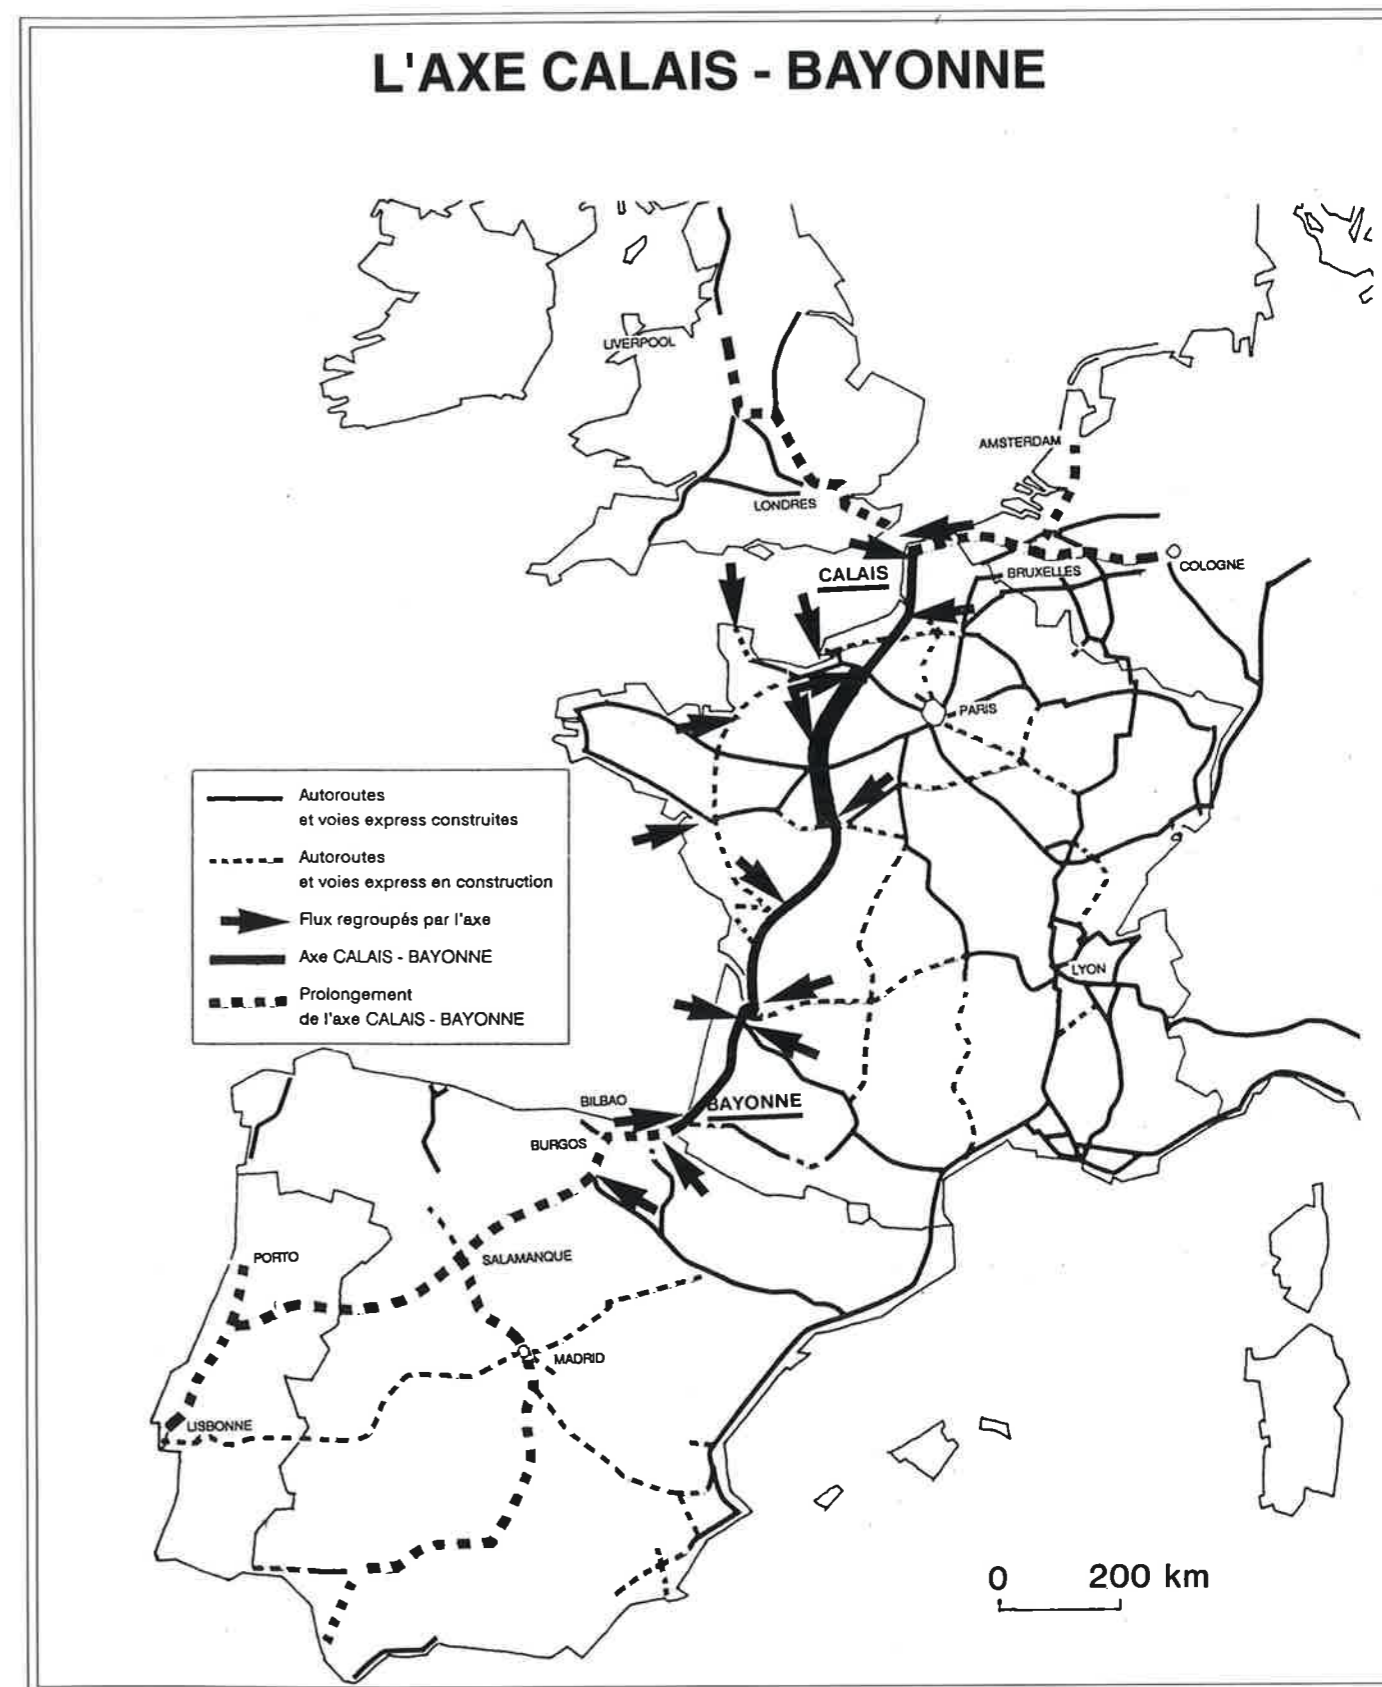 L'AXE CALAIS - BAYONNE
LIVERPOOL
AMSTERDAM
LONDRES
CALAIS
BRUXELLES
COLOGNE
PARIS
Autoroutes
et voies express construites
Autoroutes
et voies express en construction
Flux regroupés par l'axe
Axe CALAIS - BAYONNE
Prolongement
de l'axe CALAIS - BAYONNE
LYON
BILBAO
BAYONNE
BURGOS
PORTO
SALAMANQUE
MADRID
LISBONNE
0 200 km